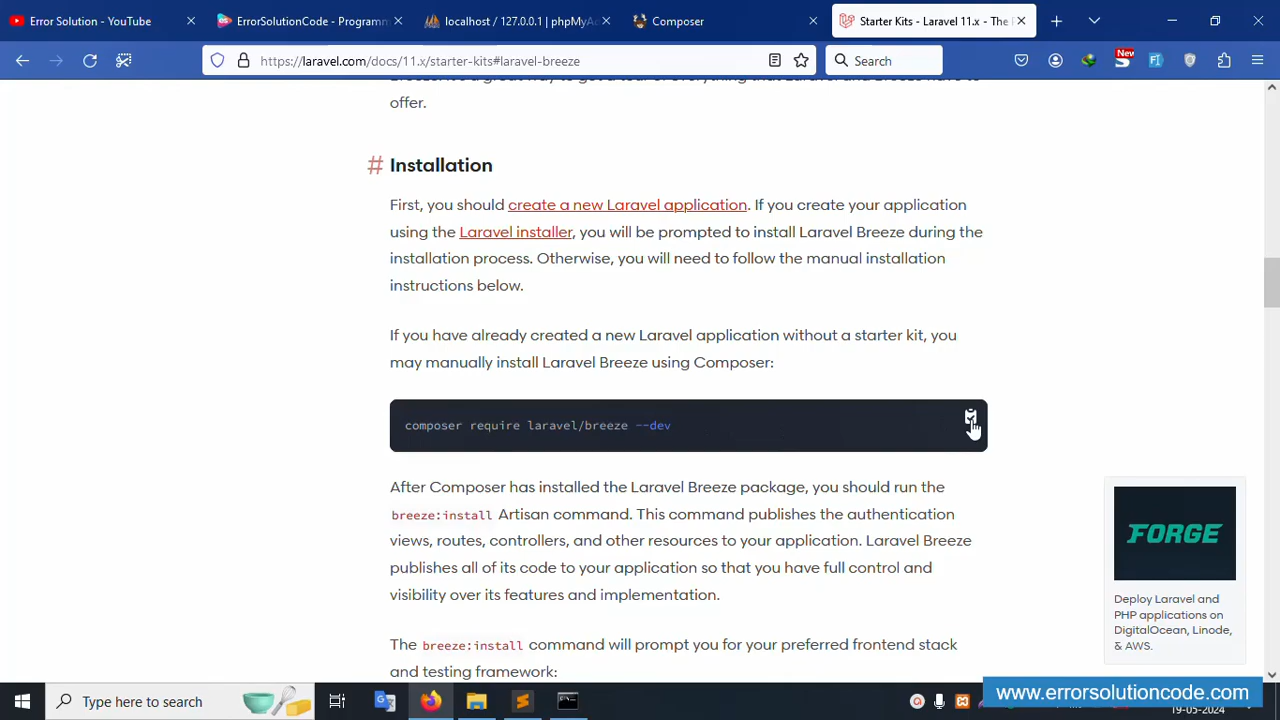 Error Solution - YouTube
ErrorSolutionCode - Programm
localhost / 127.0.0.1 | phpMyAd
Composer
Starter Kits - Laravel 11.x - The P
https://laravel.com/docs/11.x/starter-kits#laravel-breeze
Search
New
offer.
# Installation
First, you should create a new Laravel application. If you create your application
using the Laravel installer, you will be prompted to install Laravel Breeze during the
installation process. Otherwise, you will need to follow the manual installation
instructions below.
If you have already created a new Laravel application without a starter kit, you
may manually install Laravel Breeze using Composer:
composer require laravel/breeze --dev
After Composer has installed the Laravel Breeze package, you should run the
breeze:install Artisan command. This command publishes the authentication
views, routes, controllers, and other resources to your application. Laravel Breeze
publishes all of its code to your application so that you have full control and
visibility over its features and implementation.
The breeze:install command will prompt you for your preferred frontend stack
and testing framework:
FORGE
Deploy Laravel and
PHP applications on
DigitalOcean, Linode,
& AWS.
Type here to search
www.errorsolutioncode.com
19-05-2024